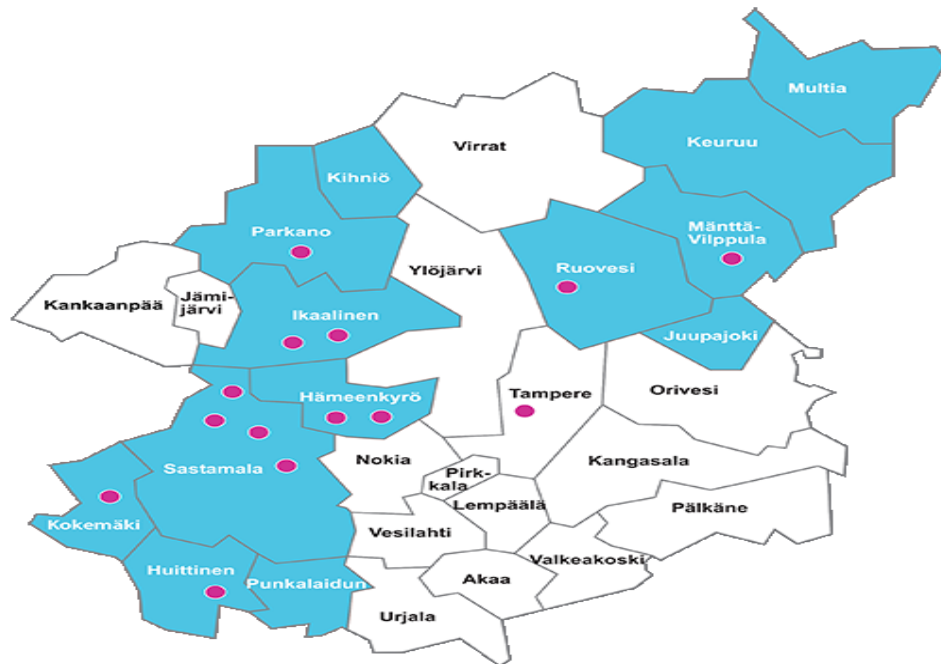 Multia
Virrat
Keuruu
Kihniö
Parkano
Mänttä-
Vilppula
Ylöjärvi
Ruovesi
Kankaanpää
Jämi-
järvi
Ikaalinen
Juupajoki
Hämeenkyrö
Tampere
Orivesi
Nokia
Sastamala
Pirk-
kala
Kangasala
Lempäälä
Pälkäne
Kokemäki
Vesilahti
Valkeakoski
Huittinen
Punkalaidun
Akaa
Urjala